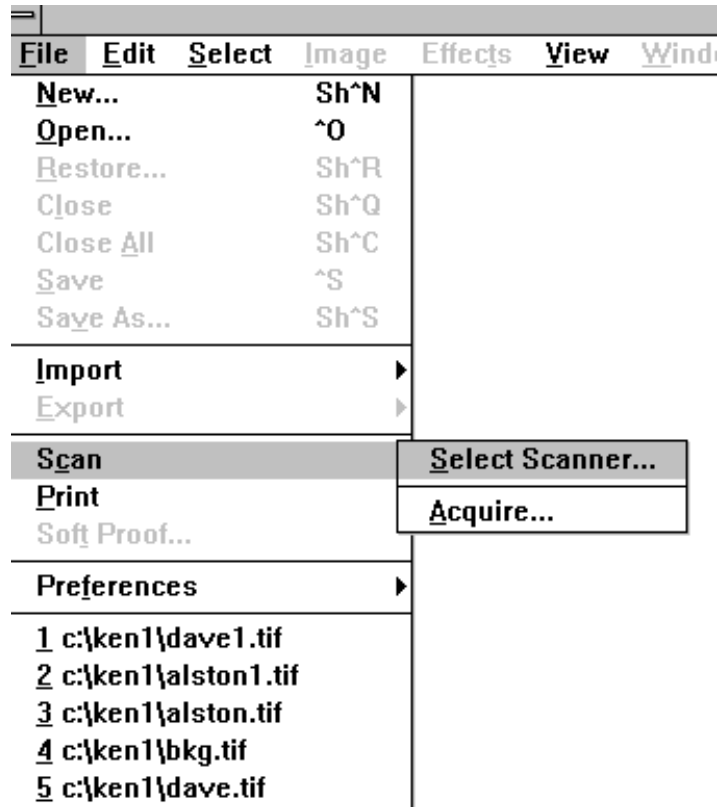 File Edit Select Image Effects View Wind
New... Sh^N
Open... ^O
Restore... Sh^R
Close Sh^Q
Close All Sh^C
Save ^S
Save As... Sh^S
Import
Export
Scan
Select Scanner...
Print
Acquire...
Soft Proof...
Preferences
1 c:\ken1\dave1.tif
2 c:\ken1\alston1.tif
3 c:\ken1\alston.tif
4 c:\ken1\bkg.tif
5 c:\ken1\dave.tif